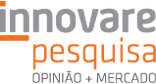 innovare
pesquisa
OPINIÃO + MERCADO